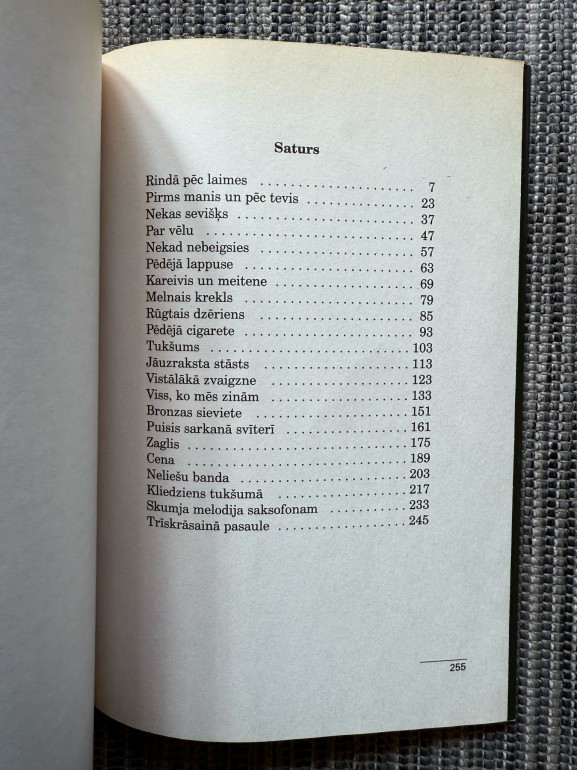 Saturs
Rindā pēc laimes . . . . . . . . . . . . . . . . . . . . . 7
Pirms manis un pēc tevis . . . . . . . . . . . . . . 23
Nekas sevišķs . . . . . . . . . . . . . . . . . . . . . . . . 37
Par vēlu . . . . . . . . . . . . . . . . . . . . . . . . . . . . 47
Nekad nebeigsies . . . . . . . . . . . . . . . . . . . . . 57
Pēdējā lappuse . . . . . . . . . . . . . . . . . . . . . . . 63
Kareivis un meitene . . . . . . . . . . . . . . . . . . . 69
Melnais krekls . . . . . . . . . . . . . . . . . . . . . . . 79
Rūgtais dzēriens . . . . . . . . . . . . . . . . . . . . . . 85
Pēdējā cigarete . . . . . . . . . . . . . . . . . . . . . . . 93
Tukšums . . . . . . . . . . . . . . . . . . . . . . . . . . . 103
Jāuzraksta stāsts . . . . . . . . . . . . . . . . . . . . 113
Vistālākā zvaigzne . . . . . . . . . . . . . . . . . . . 123
Viss, ko mēs zinām . . . . . . . . . . . . . . . . . . 133
Bronzas sieviete . . . . . . . . . . . . . . . . . . . . . 151
Puisis sarkanā svīterī . . . . . . . . . . . . . . . . . 161
Zaglis . . . . . . . . . . . . . . . . . . . . . . . . . . . . . 175
Cena . . . . . . . . . . . . . . . . . . . . . . . . . . . . . . 189
Neliešu banda . . . . . . . . . . . . . . . . . . . . . . . 203
Kliedziens tukšumā . . . . . . . . . . . . . . . . . . 217
Skumja melodija saksofonam . . . . . . . . . . . 233
Trīskrāsainā pasaule . . . . . . . . . . . . . . . . . . 245
255